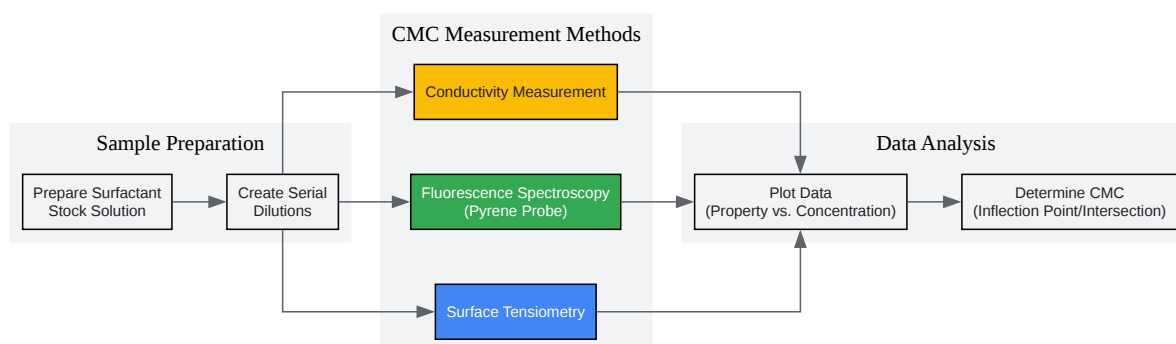 CMC Measurement Methods
Conductivity Measurement
Sample Preparation
Prepare Surfactant
Stock Solution
Create Serial
Dilutions
Fluorescence Spectroscopy
(Pyrene Probe)
Surface Tensiometry
Data Analysis
Plot Data
(Property vs. Concentration)
Determine CMC
(Inflection Point/Intersection)